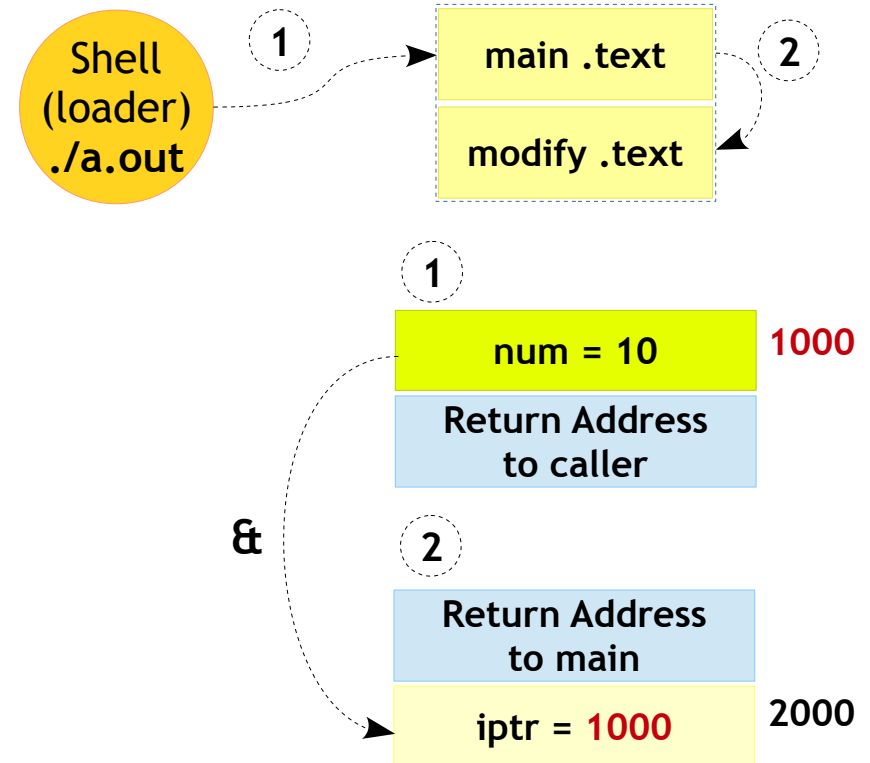 Shell
(loader)
./a.out
1
main .text
2
modify .text
1
num = 10
1000
Return Address
to caller
&
2
Return Address
to main
iptr = 1000
2000